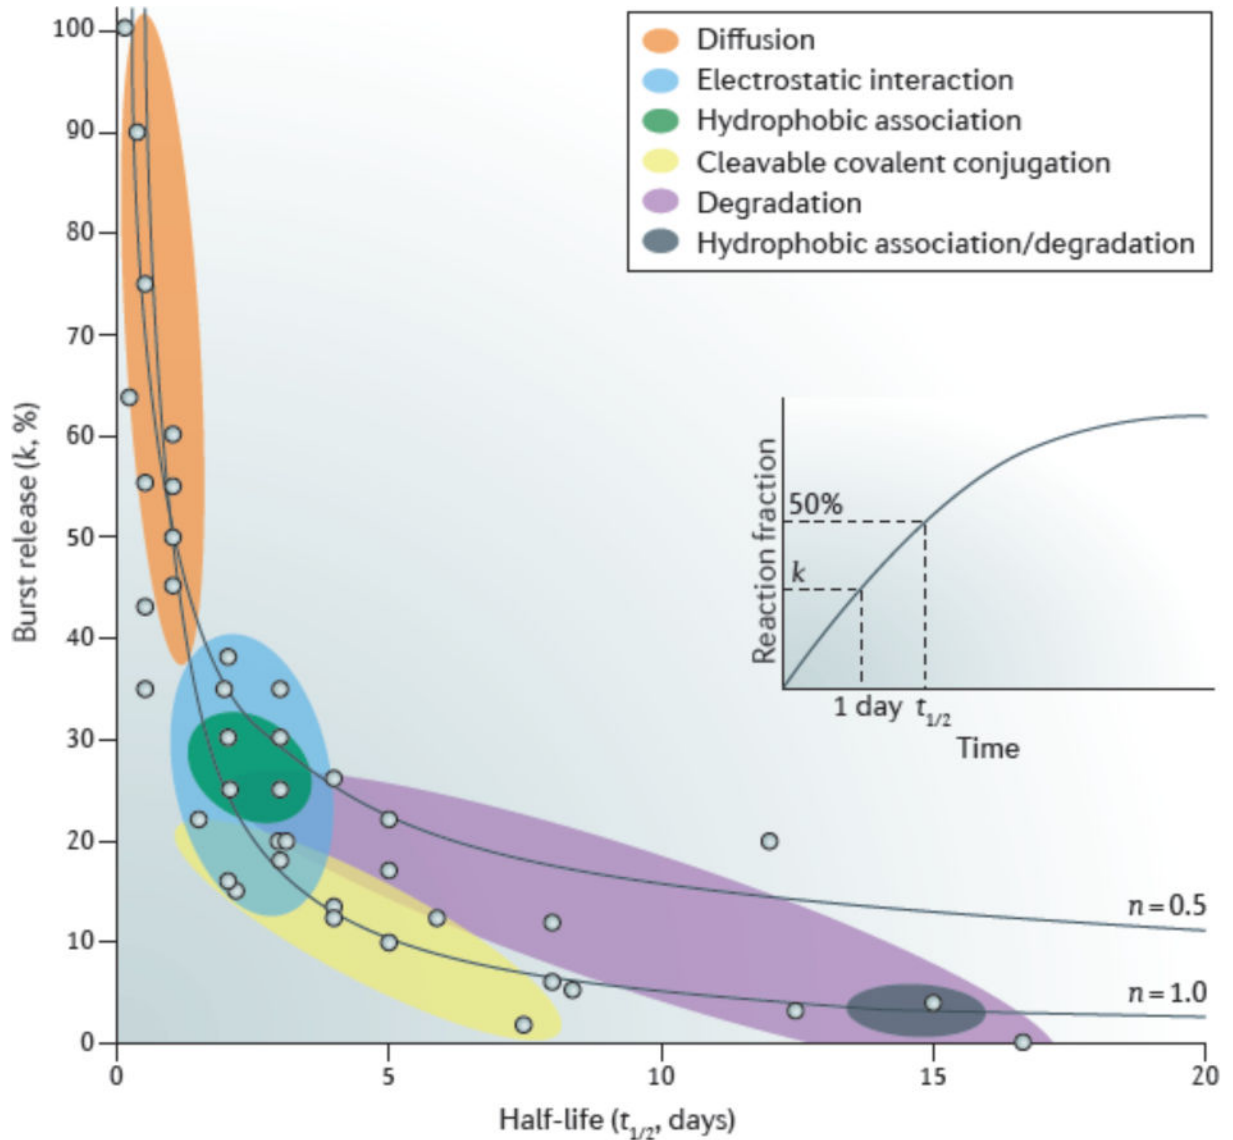 100
90
80
70
60
50
40
30
20
10
0
Burst release (k, %)
0
5
10
15
20
Half-life (t1/2, days)
Diffusion
Electrostatic interaction
Hydrophobic association
Cleavable covalent conjugation
Degradation
Hydrophobic association/degradation
Reaction fraction
50%
k
1 day t1/2
Time
n = 0.5
n = 1.0